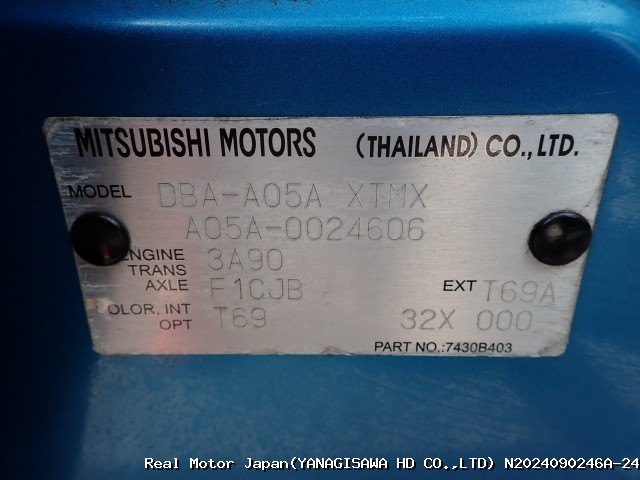 MITSUBISHI MOTORS (THAILAND) CO., LTD.
MODEL DBA-A05A XTMX
A05A-0024606
ENGINE 3A90
TRANS
AXLE F1CJB EXT T69A
COLOR, INT T69 32X 000
OPT
PART NO.:7430B403
Real Motor Japan(YANAGISAWA HD CO.,LTD) N2024090246A-24